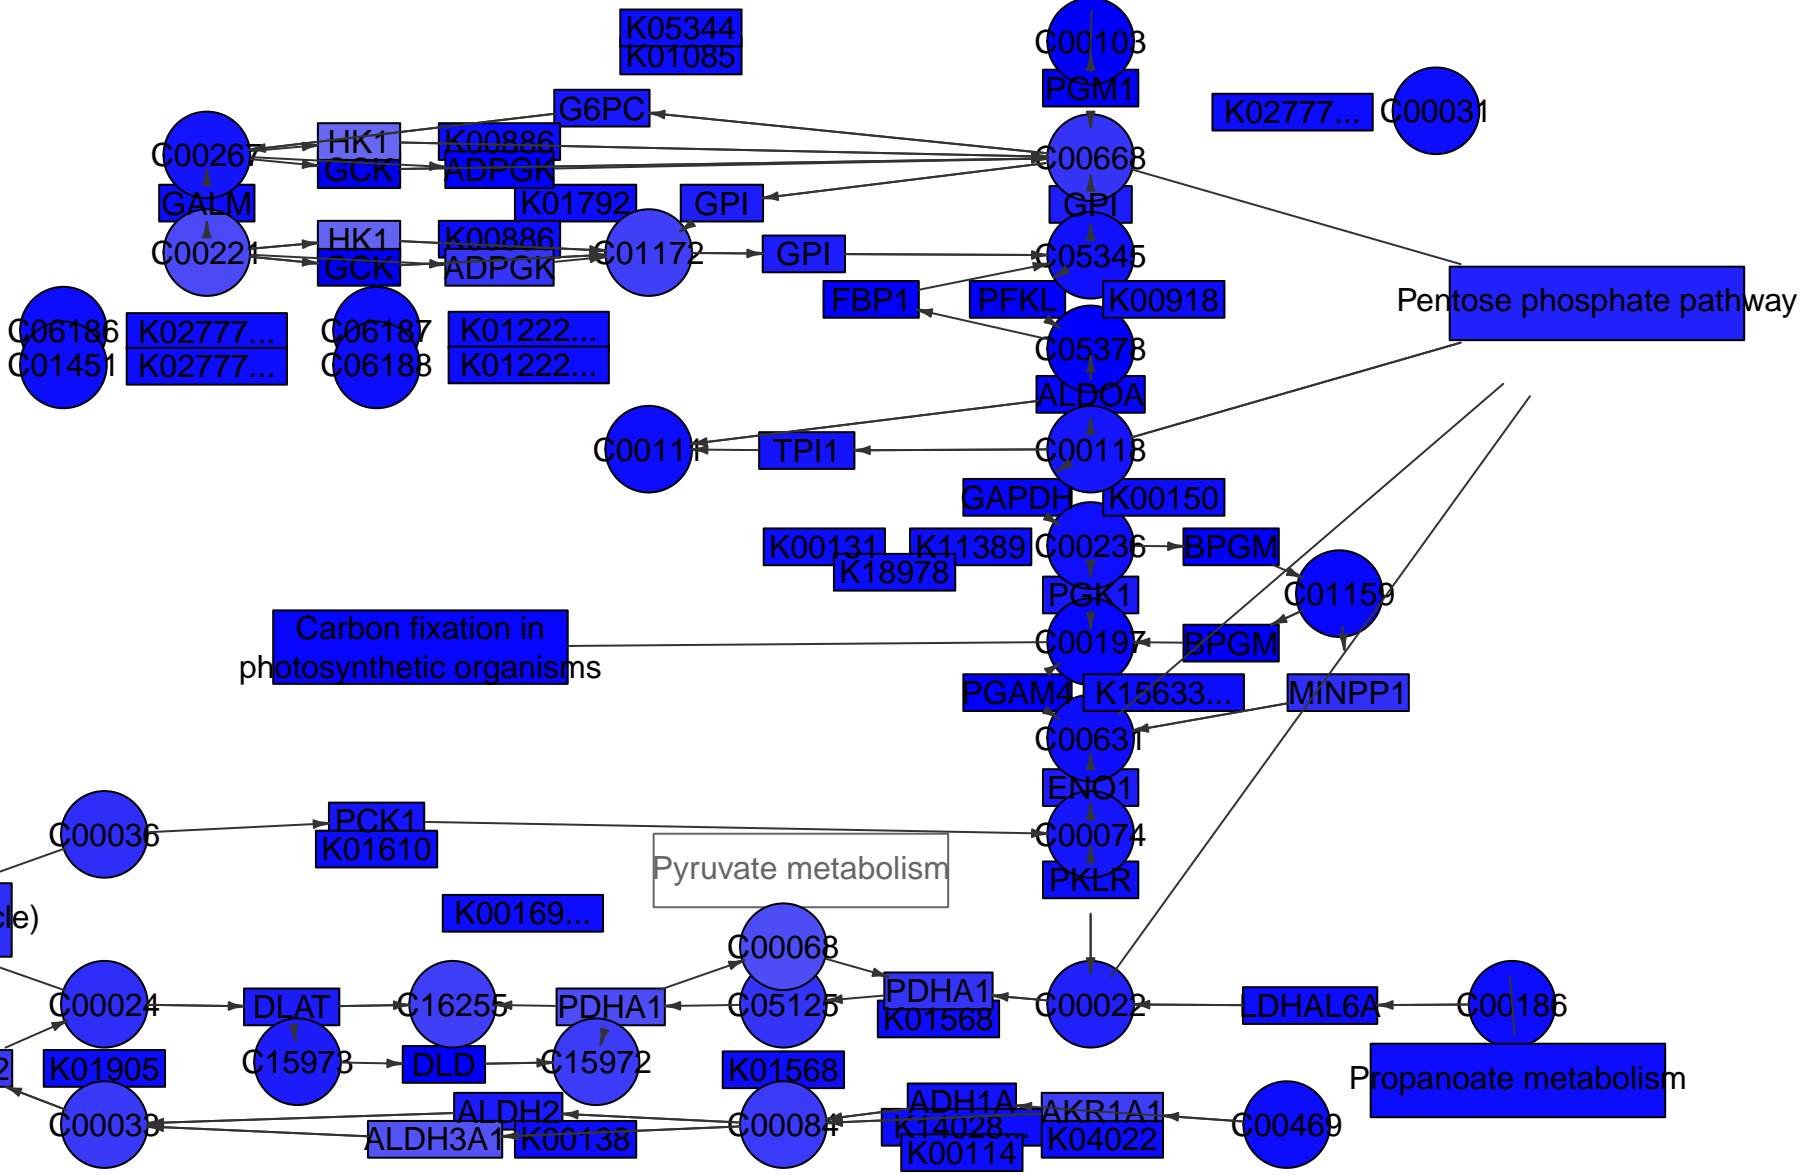 K05344
C00103
K01085
PGM1
G6PC
K02777...
C00031
HK1
K00886
C00267
C00668
GCK
ADPGK
GALM
K01792
GPI
GPI
HK1
K00886
C00221
C01172
GPI
C05345
GCK
ADPGK
FBP1
PFKL
K00918
Pentose phosphate pathway
C06186
K02777...
C06187
K01222...
C05378
C01451
K02777...
C06188
K01222...
ALDOA
C00111
TPI1
C00118
GAPDH
K00150
K00131
K11389
C00236
BPGM
K18978
PGK1
C01159
Carbon fixation in
photosynthetic organisms
C00197
BPGM
PGAM4
K15633...
MINPP1
C00631
ENO1
PCK1
C00036
C00074
K01610
Pyruvate metabolism
PKLR
cle)
K00169...
C00068
PDHA1
C00024
DLAT
C16255
PDHA1
C05125
C00022
LDHAL6A
C00186
K01568
C15973
DLD
C15972
2
K01905
K01568
Propanoate metabolism
ADH1A
AKR1A1
ALDH2
C00033
C00084
C00469
K14028...
K04022
ALDH3A1
K00138
K00114